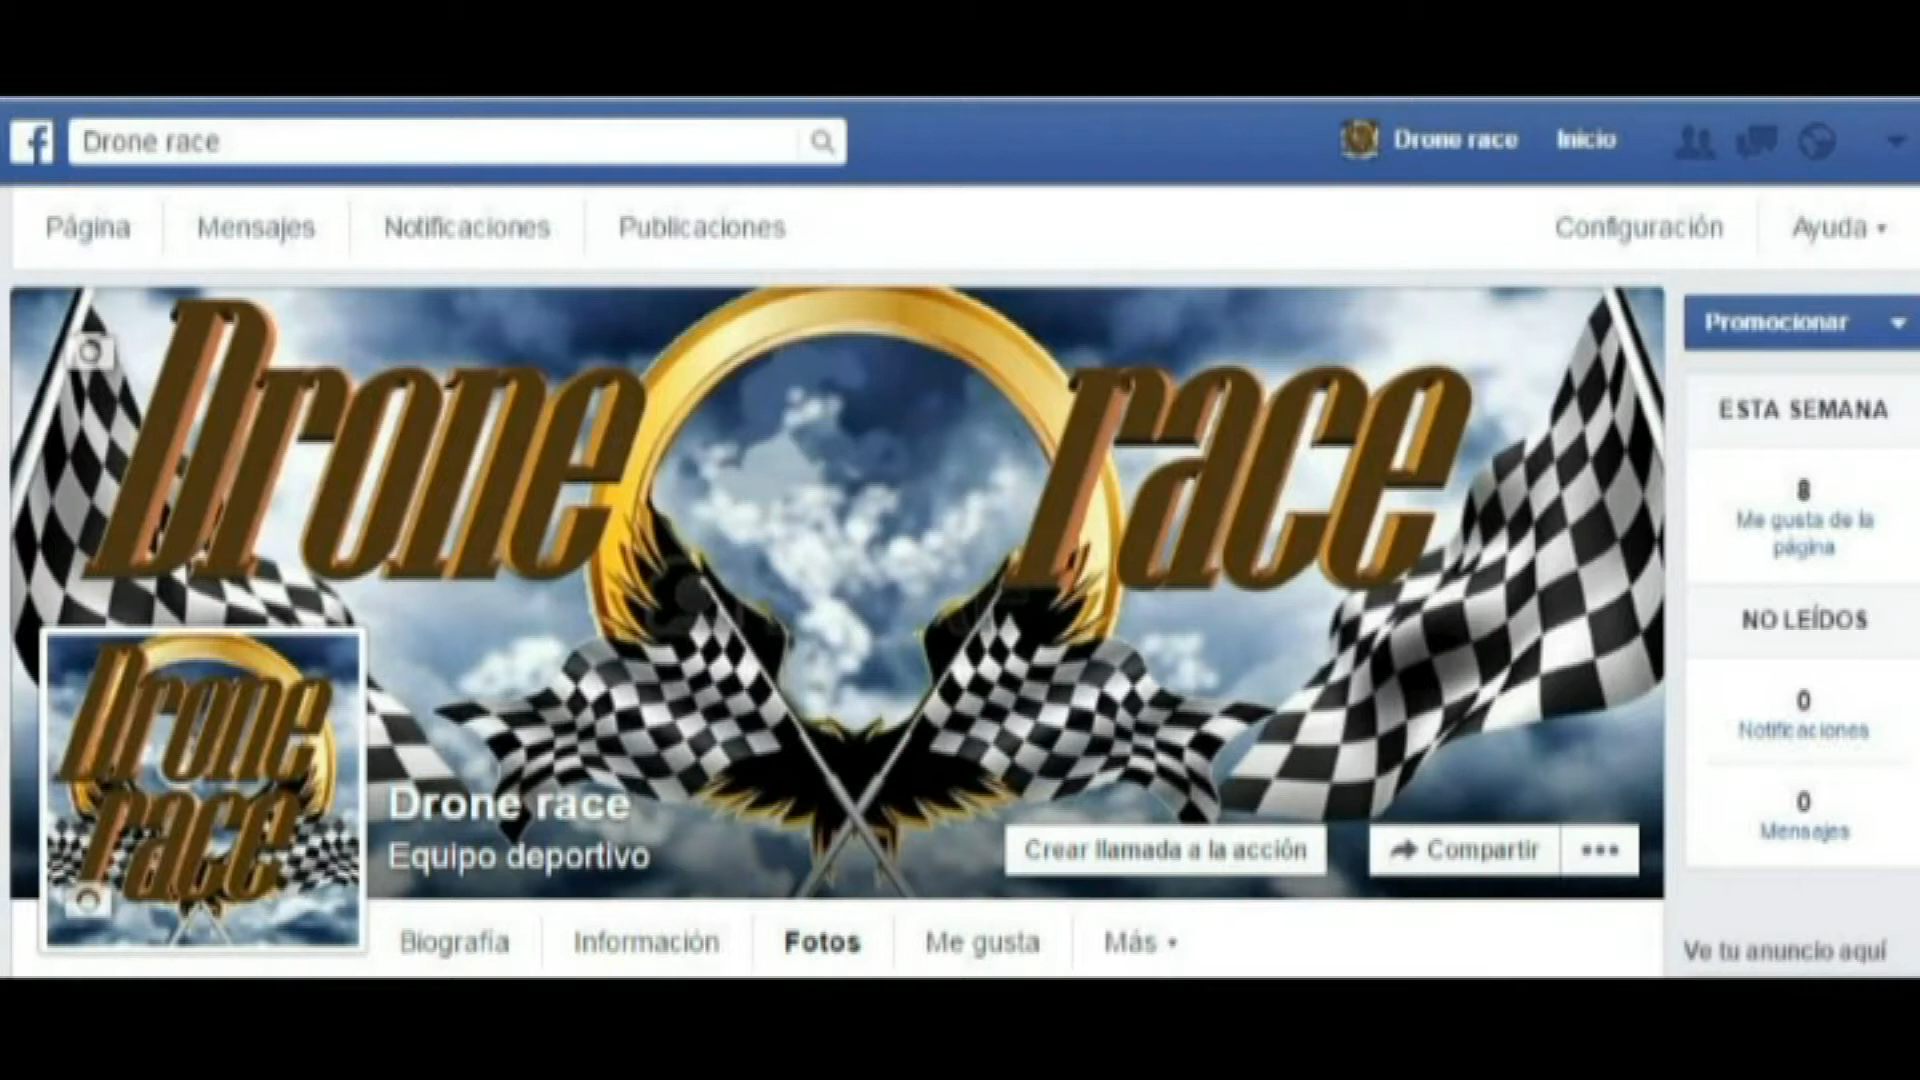 f Drone race
Drone race Inicio
Página Mensajes Notificaciones Publicaciones
Configuración Ayuda
Drone race
Promocionar
ESTA SEMANA
8
Me gusta de la
página
NO LEÍDOS
0
Notificaciones
0
Mensajes
Drone
race
Drone race
Equipo deportivo
Crear llamada a la acción
Compartir
Biografía Información Fotos Me gusta Más
Ve tu anuncio aquí